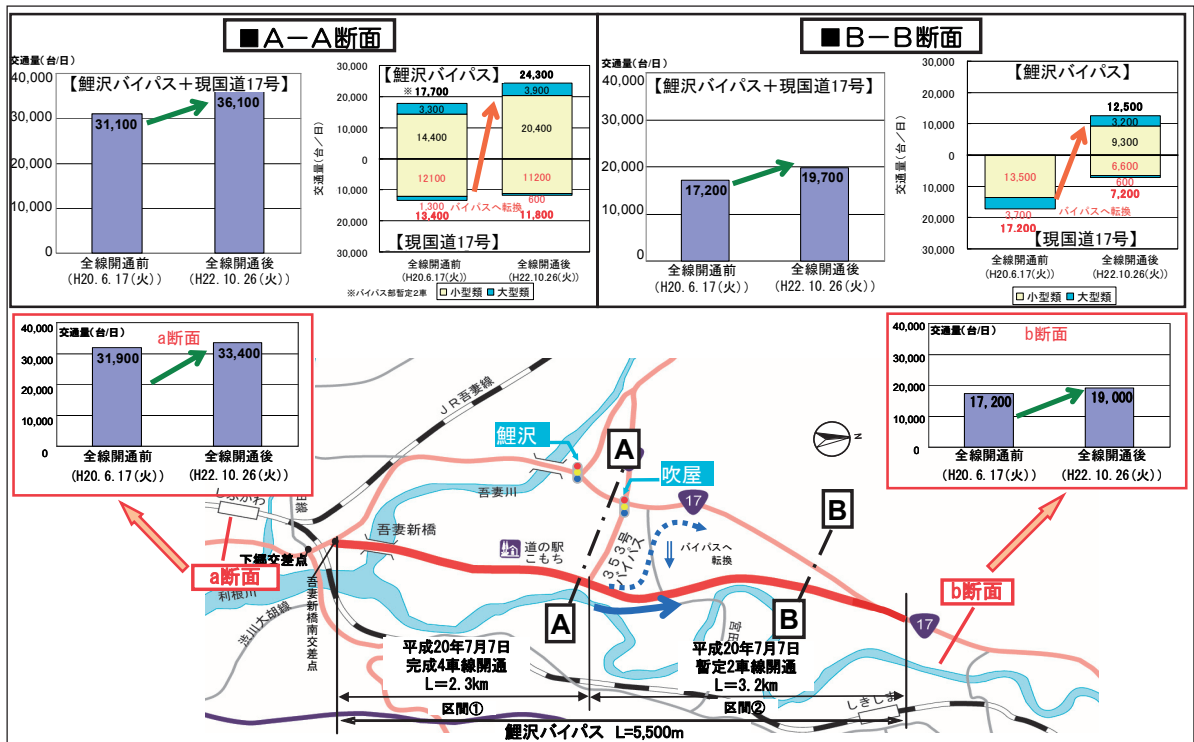 ■A－A断面
交通量(台/日)
【鯉沢バイパス＋現国道17号】
40,000
30,000
20,000
10,000
0
31,100
36,100
全線開通前
(H20. 6. 17(火))
全線開通後
(H22. 10. 26(火))
交通量(台／日)
30,000
20,000
10,000
0
10,000
20,000
30,000
【鯉沢バイパス】
※17,700
3,300
14,400
12100
1,300
13,400
24,300
3,900
20,400
11200
600
11,800
バイパスへ転換
【現国道17号】
全線開通前
(H20.6.17(火))
全線開通後
(H22.10.26(火))
※バイパス部暫定2車
小型類
大型類
■B－B断面
交通量(台/日)
【鯉沢バイパス＋現国道17号】
40,000
30,000
20,000
10,000
0
17,200
19,700
全線開通前
(H20. 6. 17(火))
全線開通後
(H22. 10. 26(火))
交通量(台／日)
30,000
20,000
10,000
0
10,000
20,000
30,000
【鯉沢バイパス】
12,500
3,200
9,300
13,500
3,700
17,200
6,600
600
7,200
バイパスへ転換
【現国道17号】
全線開通前
(H20.6.17(火))
全線開通後
(H22.10.26(火))
小型類
大型類
交通量(台/日)
a断面
40,000
30,000
20,000
10,000
0
31,900
33,400
全線開通前
(H20. 6. 17(火))
全線開通後
(H22. 10. 26(火))
交通量(台/日)
b断面
40,000
30,000
20,000
10,000
0
17,200
19,000
全線開通前
(H20. 6. 17(火))
全線開通後
(H22. 10. 26(火))
JR吾妻線
鯉沢
A
吹屋
17
N
吾妻川
吾妻新橋
道の駅
こもち
353号
バイパス
バイパスへ
転換
B
しぶかわ
下郷交差点
a断面
利根川
渋川大胡線
吾妻新橋南交差点
A
B
宮田
17
b断面
平成20年7月7日
完成4車線開通
L＝2.3km
区間①
平成20年7月7日
暫定2車線開通
L＝3.2km
区間②
しきしま
鯉沢バイパス L=5,500m